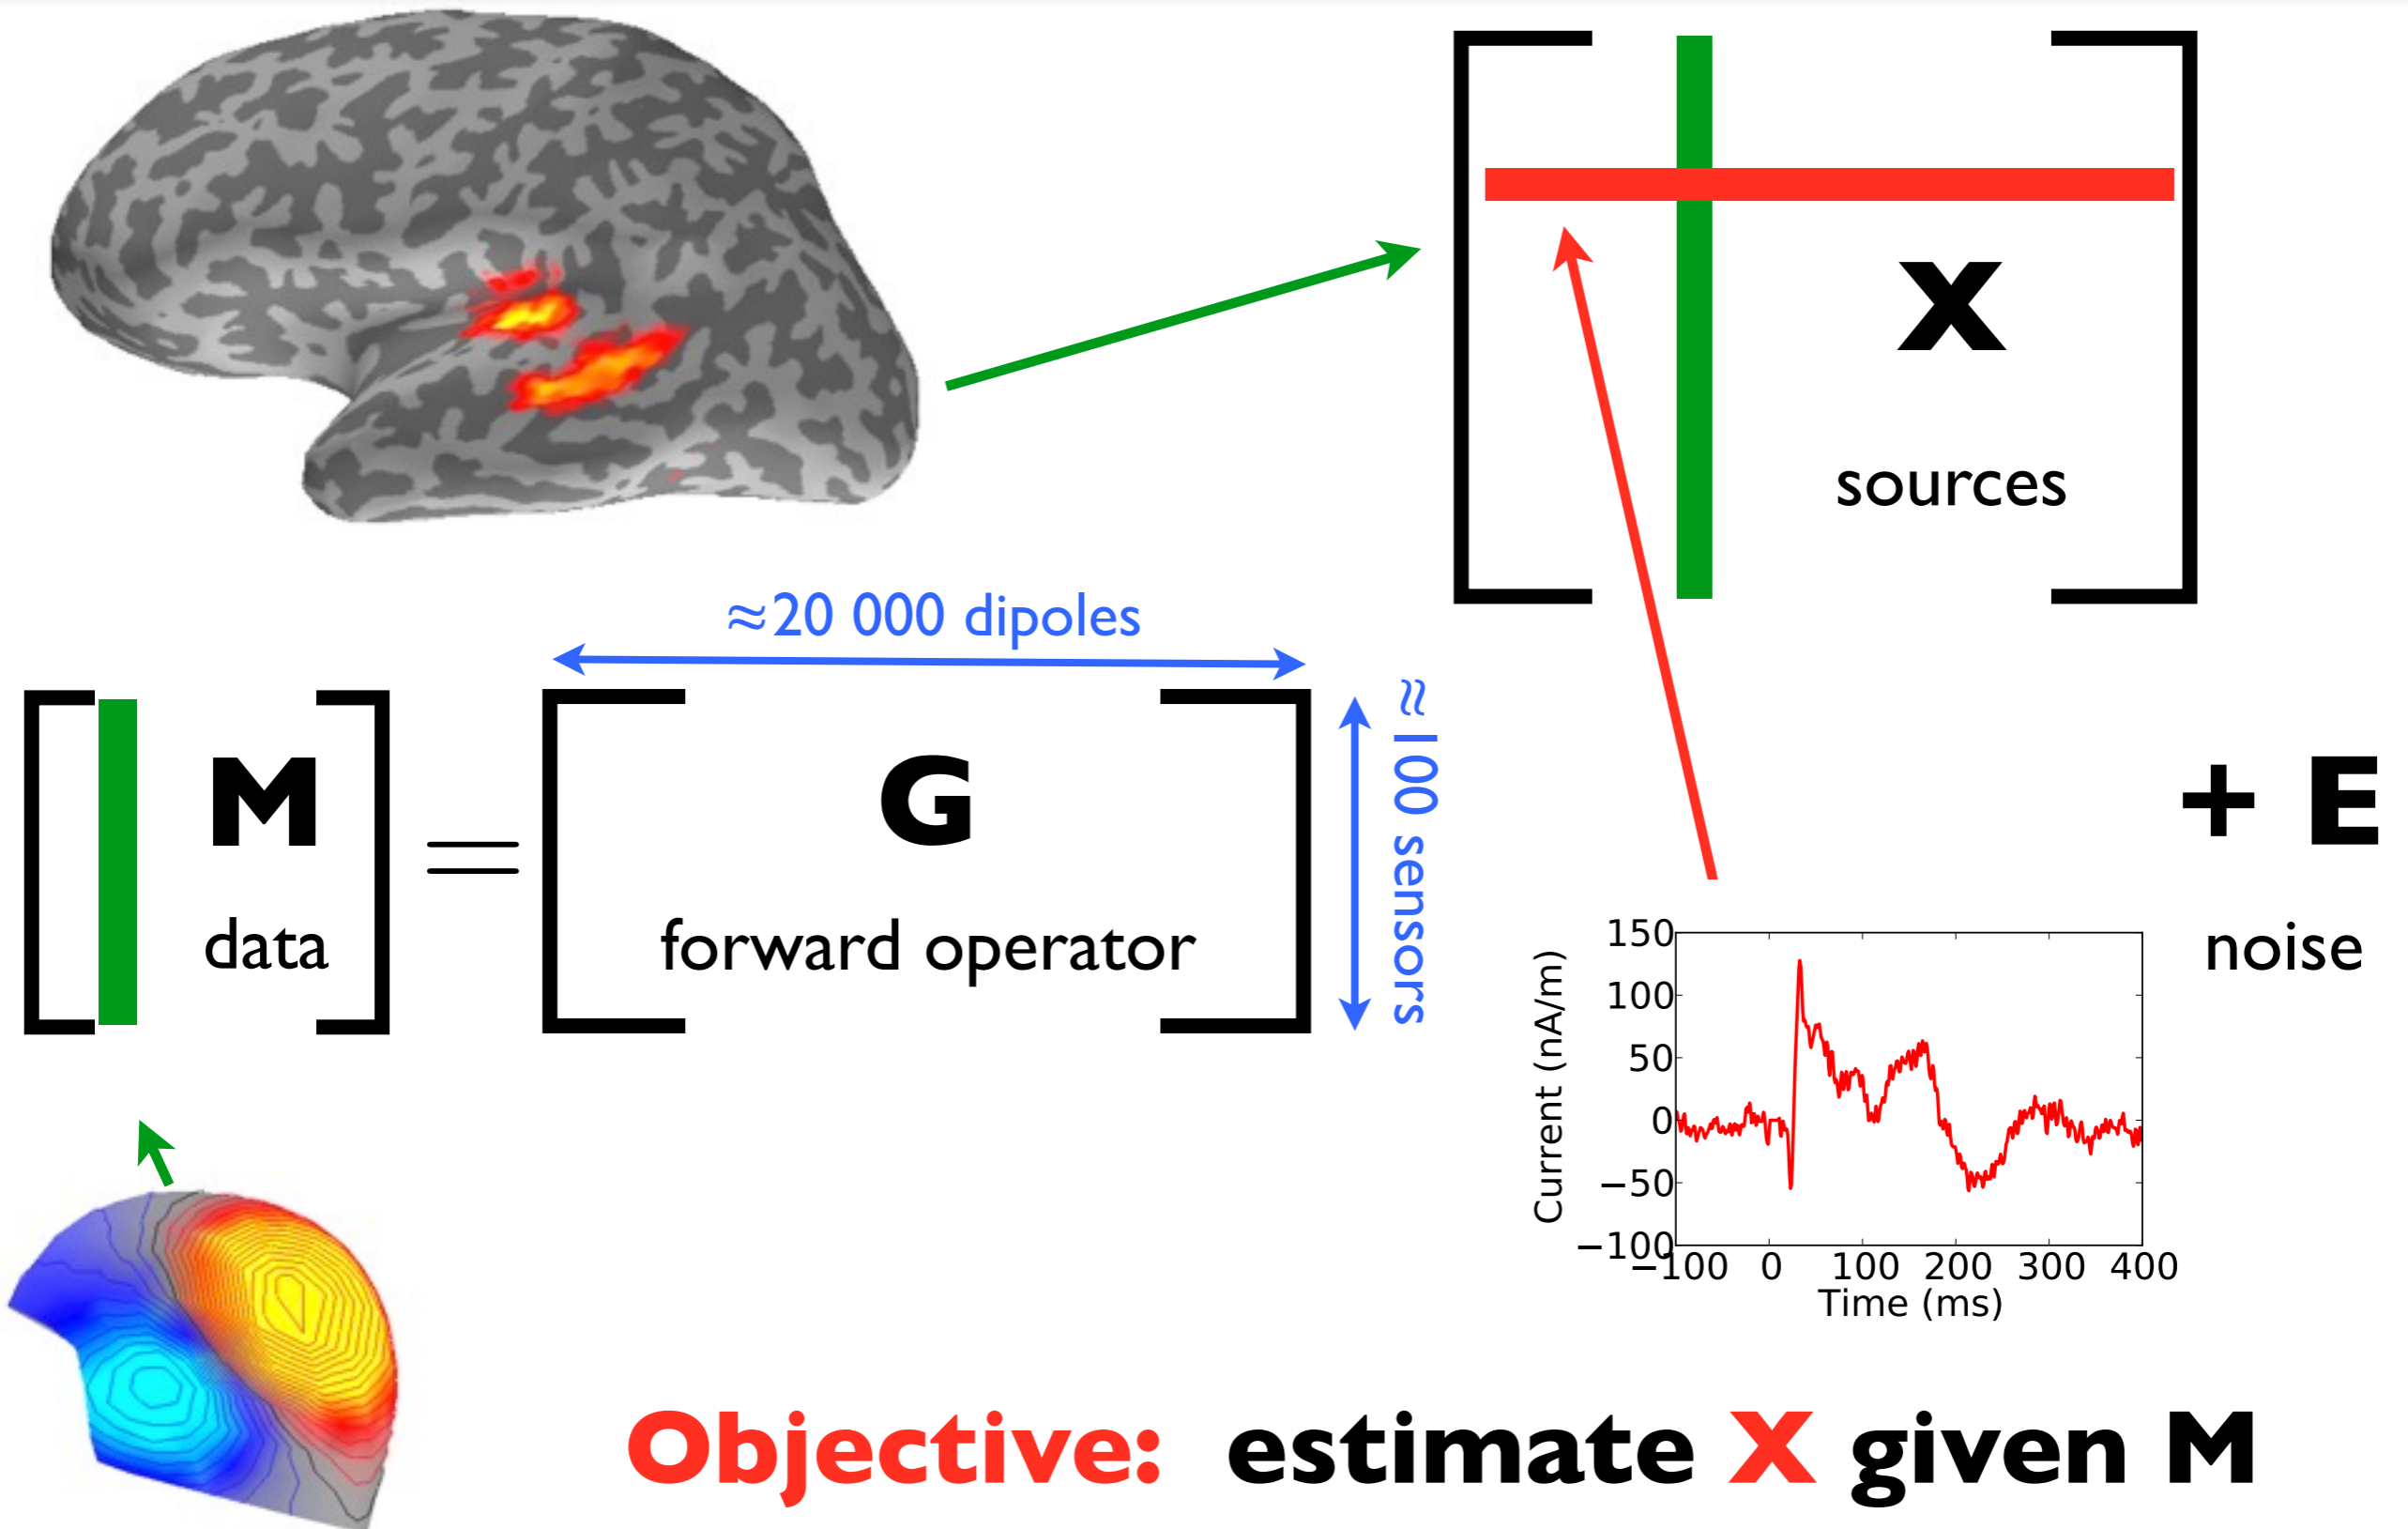 X
sources
≈20 000 dipoles
M
data
=
G
forward operator
≈100 sensors
+ E
noise
150
100
50
0
−50
−100
Current (nA/m)
−100 0 100 200 300 400
Time (ms)
Objective: estimate X given M